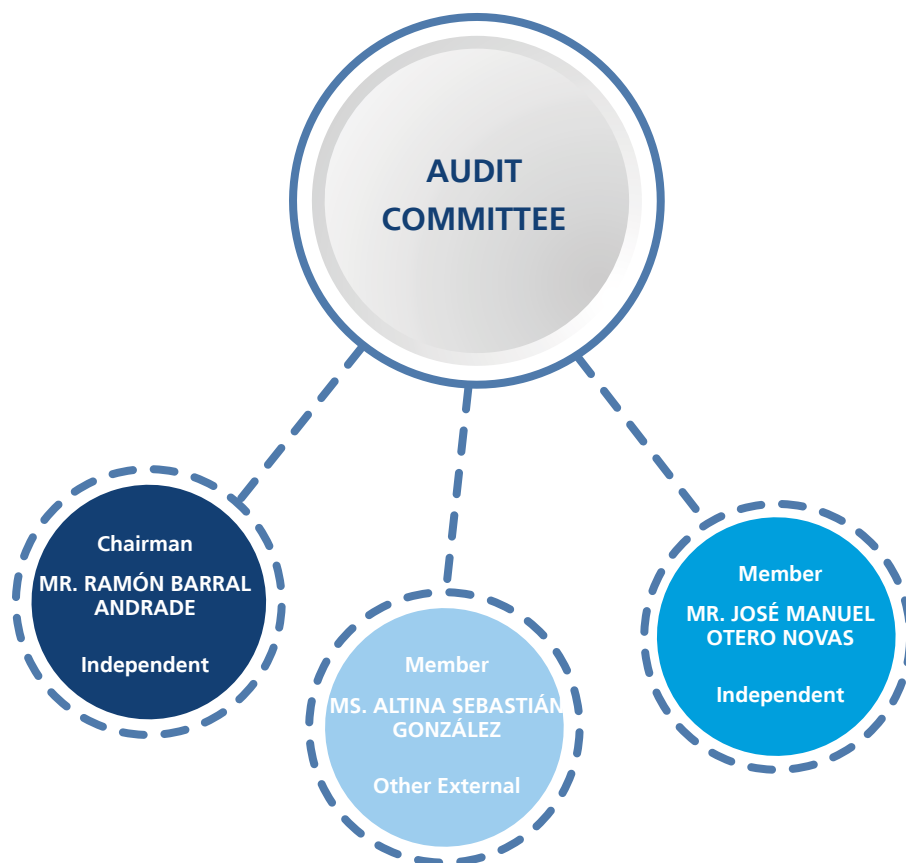 AUDIT
COMMITTEE
Chairman
MR. RAMÓN BARRAL
ANDRADE
Independent
Member
MS. ALTINA SEBASTIÁN
GONZÁLEZ
Other External
Member
MR. JOSÉ MANUEL
OTERO NOVAS
Independent